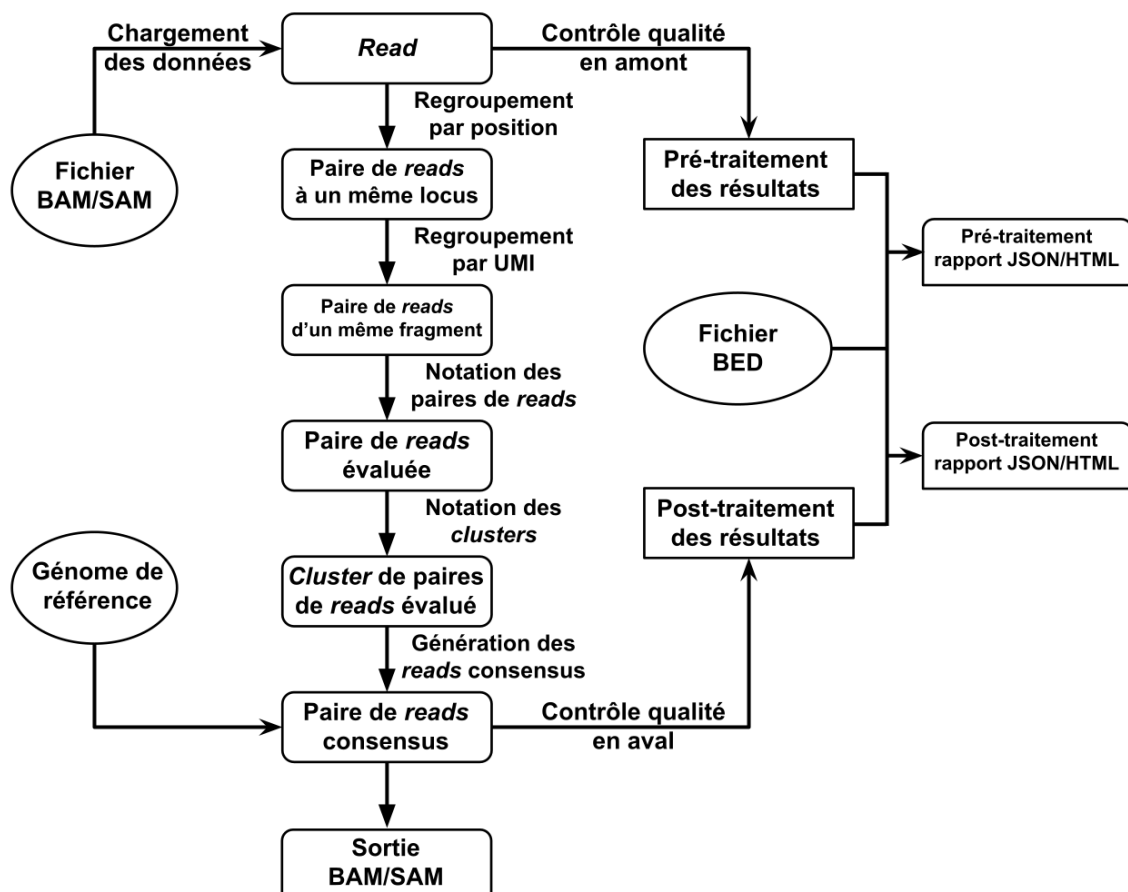 Chargement
des données
Read
Contrôle qualité
en amont
Regroupement
par position
Fichier
BAM/SAM
Paire de reads
à un même locus
Pré-traitement
des résultats
Regroupement
par UMI
Pré-traitement
rapport JSON/HTML
Paire de reads
d'un même fragment
Fichier
BED
Notation des
paires de reads
Paire de reads
évaluée
Post-traitement
rapport JSON/HTML
Notation des
clusters
Post-traitement
des résultats
Génome de
référence
Cluster de paires
de reads évalué
Génération des
reads consensus
Paire de reads
consensus
Contrôle qualité
en aval
Sortie
BAM/SAM